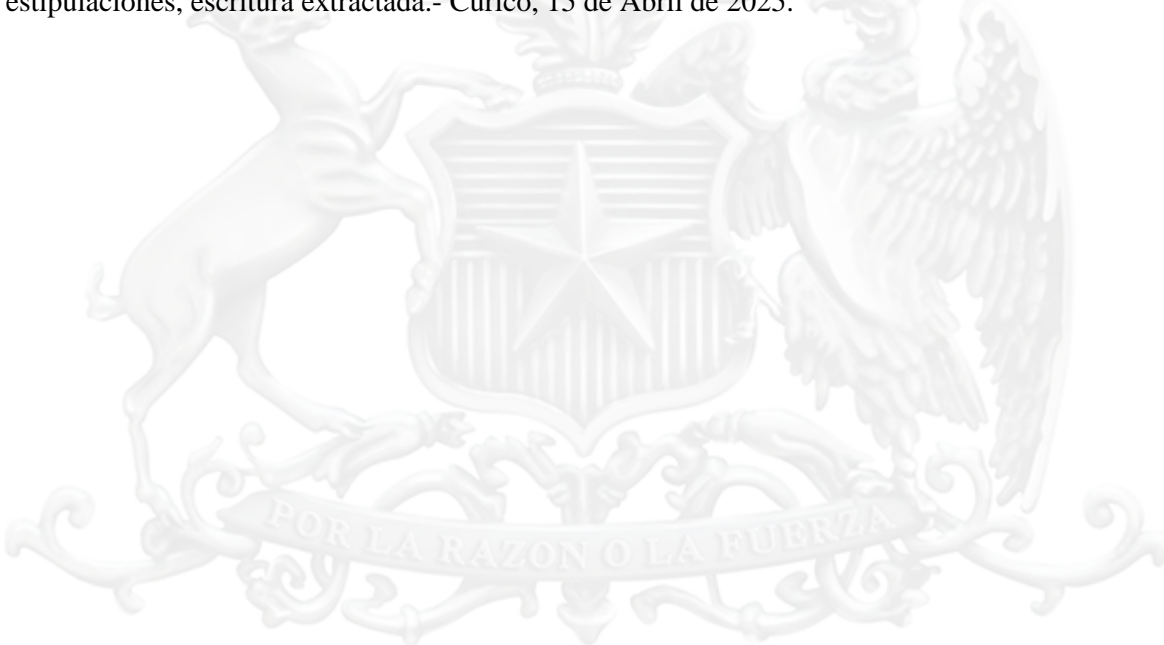 estipulaciones, escritura extractada.- Curicó, 15 de Abril de 2025.
POR LA RAZON O LA FUERZA